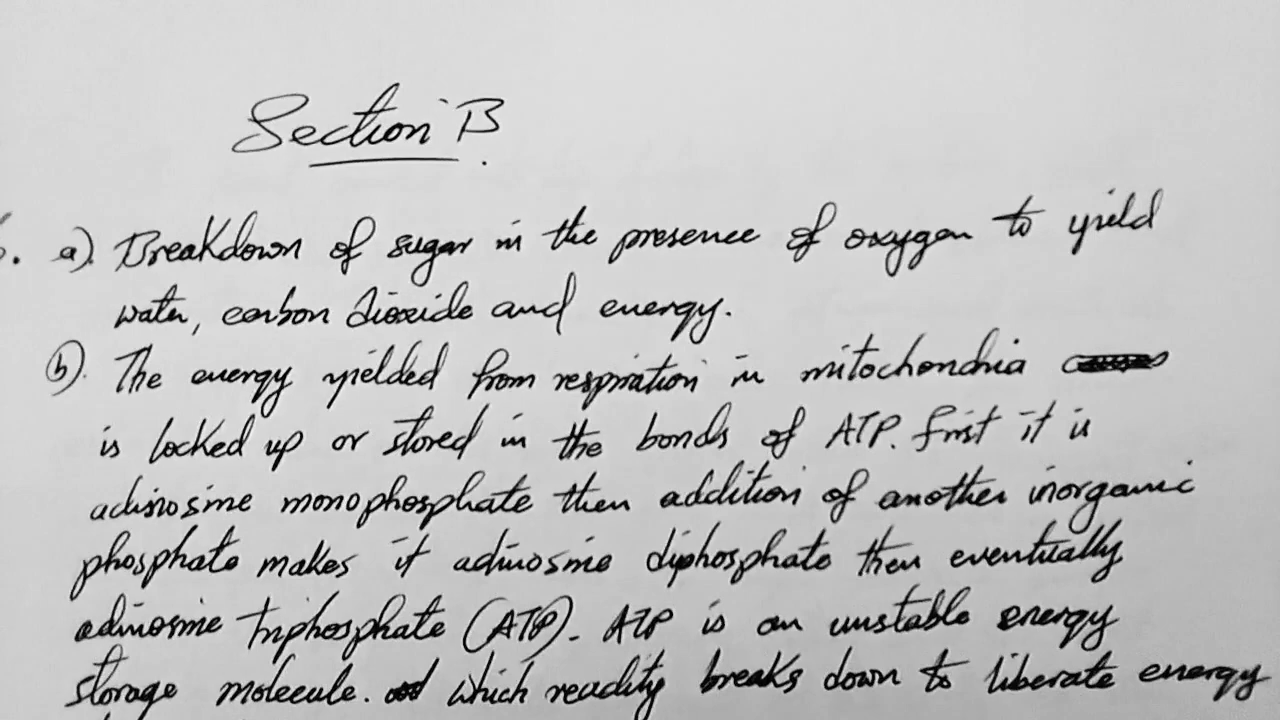 Section B
a). Breakdown of sugar in the presence of oxygen to yield
water, carbon dioxide and energy.
b). The energy yielded from respiration in mitochondria
is locked up or stored in the bonds of ATP. first it is
adinosine monophosphate then addition of another inorganic
phosphate makes it adinosine diphosphate then eventually
adinosine triphosphate (ATP). ATP is an unstable energy
storage molecule. which readity breaks down to liberate energy